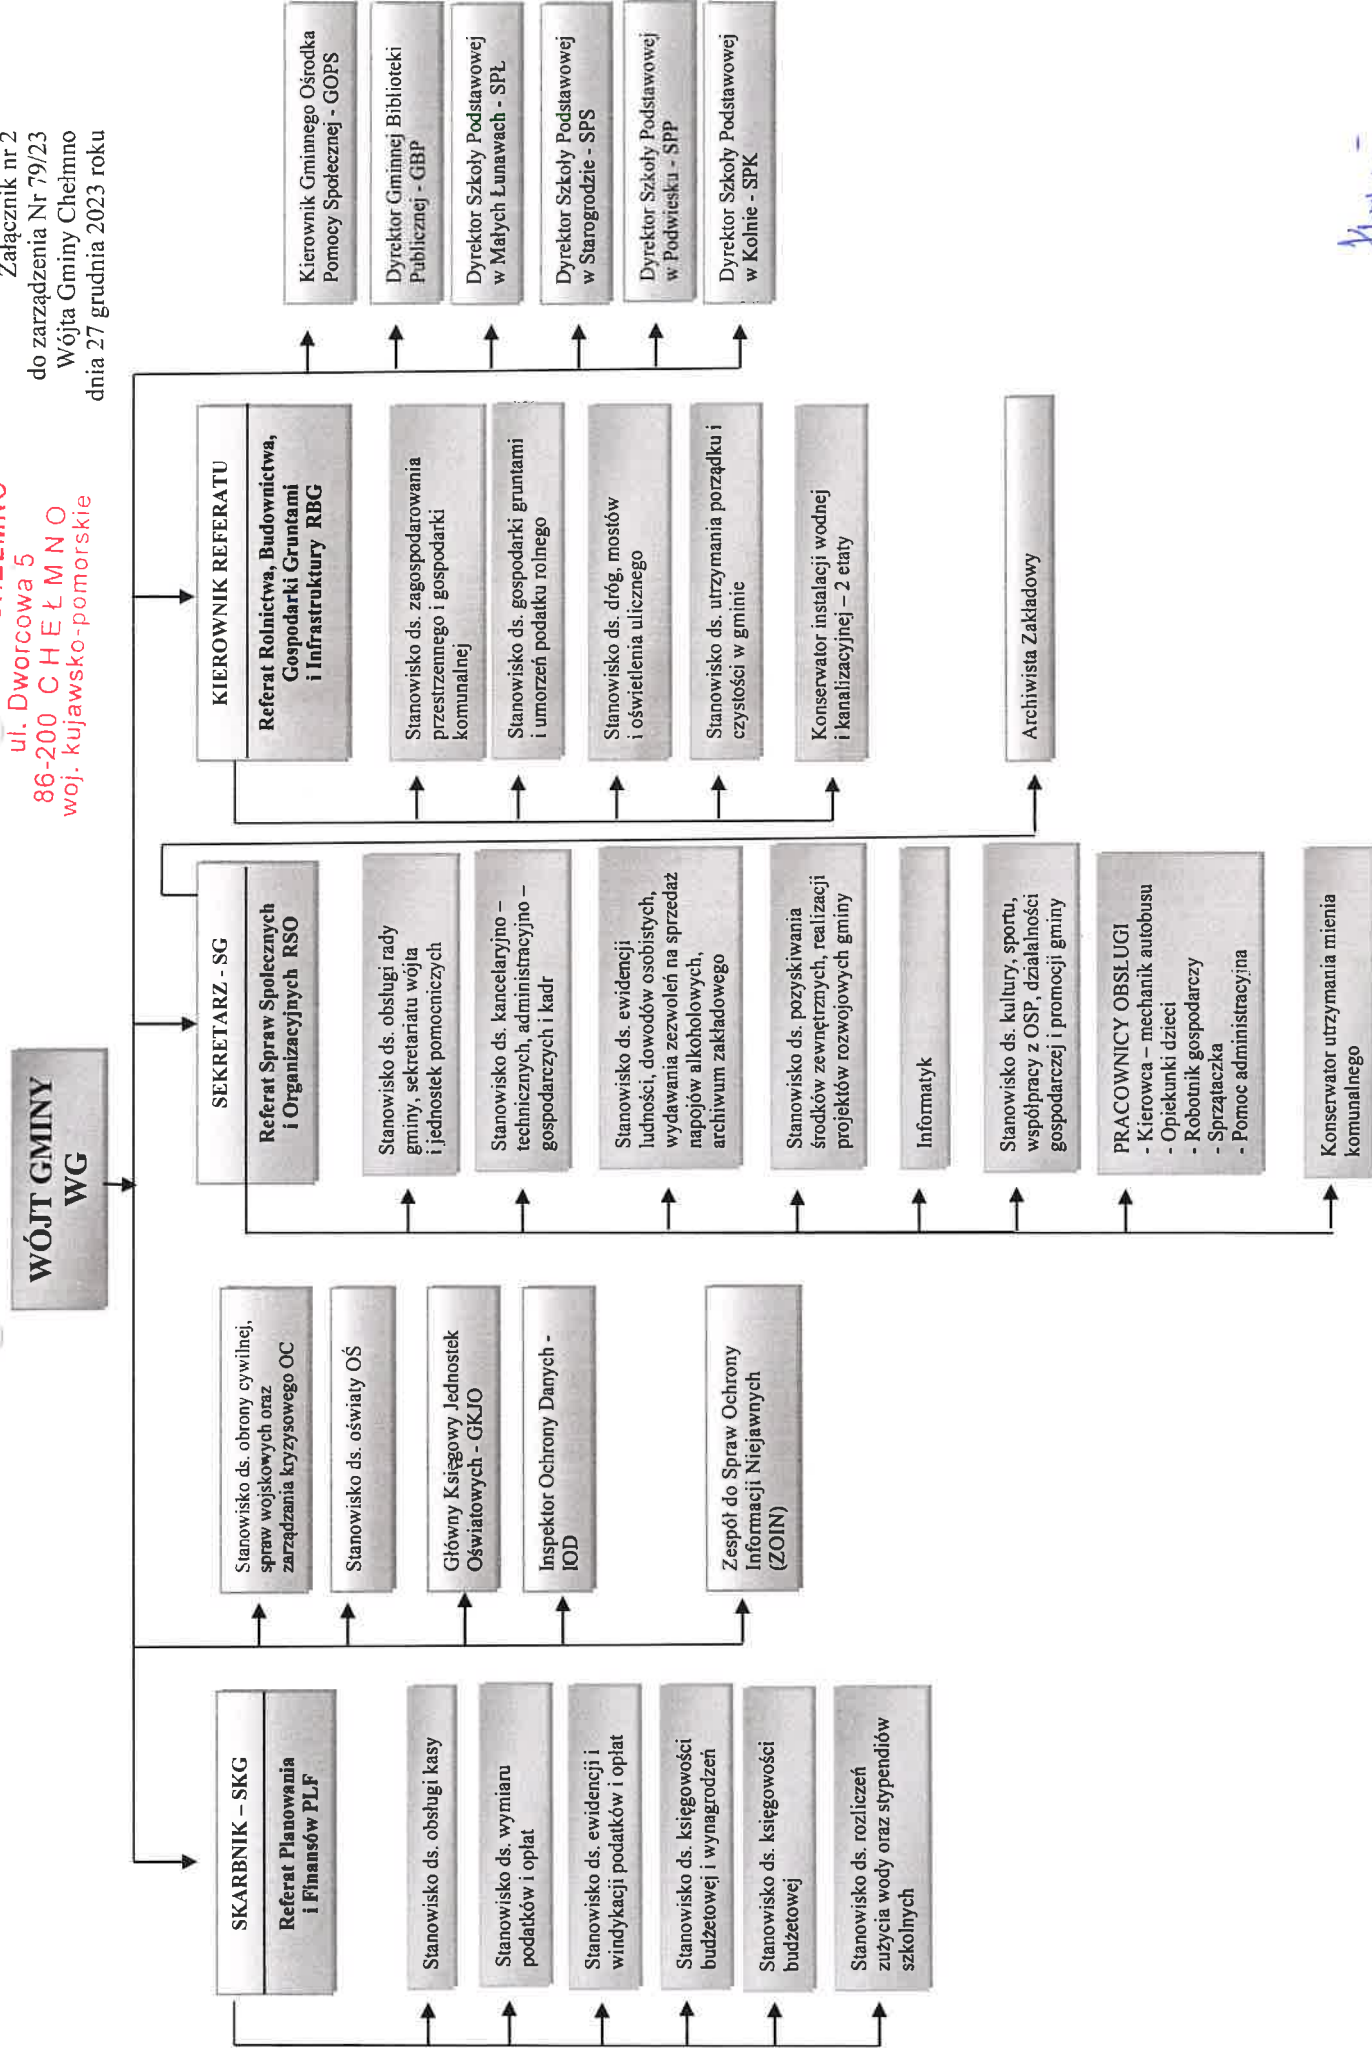 Załącznik nr 2
do zarządzenia Nr 79/23
Wójta Gminy Chełmno
dnia 27 grudnia 2023 roku
ul. Dworcowa 5
86-200 CHEŁMNO
woj. kujawsko-pomorskie
WÓJT GMINY
WG
SKARBNIK – SKG
Referat Planowania
i Finansów PLF
Stanowisko ds. obsługi kasy
Stanowisko ds. wymiaru
podatków i opłat
Stanowisko ds. ewidencji i
windykacji podatków i opłat
Stanowisko ds. księgowości
budżetowej i wynagrodzeń
Stanowisko ds. księgowości
budżetowej
Stanowisko ds. rozliczeń
zużycia wody oraz stypendiów
szkolnych
Stanowisko ds. obrony cywilnej,
spraw wojskowych oraz
zarządzania kryzysowego OC
Stanowisko ds. oświaty OŚ
Główny Księgowy Jednostek
Oświatowych - GKJO
Inspektor Ochrony Danych -
IOD
Zespół do Spraw Ochrony
Informacji Niejawnych
(ZOIN)
SEKRETARZ - SG
Referat Spraw Społecznych
i Organizacyjnych RSO
Stanowisko ds. obsługi rady
gminy, sekretariatu wójta
i jednostek pomocniczych
Stanowisko ds. kancelaryjno –
technicznych, administracyjno –
gospodarczych i kadr
Stanowisko ds. ewidencji
ludności, dowodów osobistych,
wydawania zezwoleń na sprzedaż
napojów alkoholowych,
archiwum zakładowego
Stanowisko ds. pozyskiwania
środków zewnętrznych, realizacji
projektów rozwojowych gminy
Informatyk
Stanowisko ds. kultury, sportu,
współpracy z OSP, działalności
gospodarczej i promocji gminy
PRACOWNICY OBSŁUGI
- Kierowca – mechanik autobusu
- Opiekunki dzieci
- Robotnik gospodarczy
- Sprzątaczka
- Pomoc administracyjna
Konserwator utrzymania mienia
komunalnego
KIEROWNIK REFERATU
Referat Rolnictwa, Budownictwa,
Gospodarki Gruntami
i Infrastruktury RBG
Stanowisko ds. zagospodarowania
przestrzennego i gospodarki
komunalnej
Stanowisko ds. gospodarki gruntami
i umorzeń podatku rolnego
Stanowisko ds. dróg, mostów
i oświetlenia ulicznego
Stanowisko ds. utrzymania porządku i
czystości w gminie
Konserwator instalacji wodnej
i kanalizacyjnej – 2 etaty
Archiwista Zakładowy
Kierownik Gminnego Ośrodka
Pomocy Społecznej - GOPS
Dyrektor Gminnej Biblioteki
Publicznej - GBP
Dyrektor Szkoły Podstawowej
w Małych Łunawach - SPŁ
Dyrektor Szkoły Podstawowej
w Starogrodzie - SPS
Dyrektor Szkoły Podstawowej
w Podwiesku - SPP
Dyrektor Szkoły Podstawowej
w Kolnie - SPK